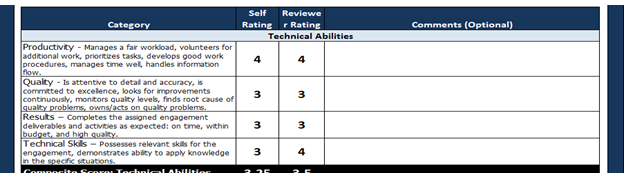 Category
Self Rating
Reviewe r Rating
Comments (Optional)
Technical Abilities
Productivity - Manages a fair workload, volunteers for
additional work, prioritizes tasks, develops good work
procedures, manages time well, handles information
flow.
4 4
Quality - Is attentive to detail and accuracy, is
committed to excellence, looks for improvements
continuously, monitors quality levels, finds root cause of
quality problems, owns/acts on quality problems.
3 3
Results – Completes the assigned engagement
deliverables and activities as expected: on time, within
budget, and high quality.
3 3
Technical Skills – Possesses relevant skills for the
engagement, demonstrates ability to apply knowledge
in the specific situations.
3 4
Composite Score: Technical Abilities 3.25 3.5